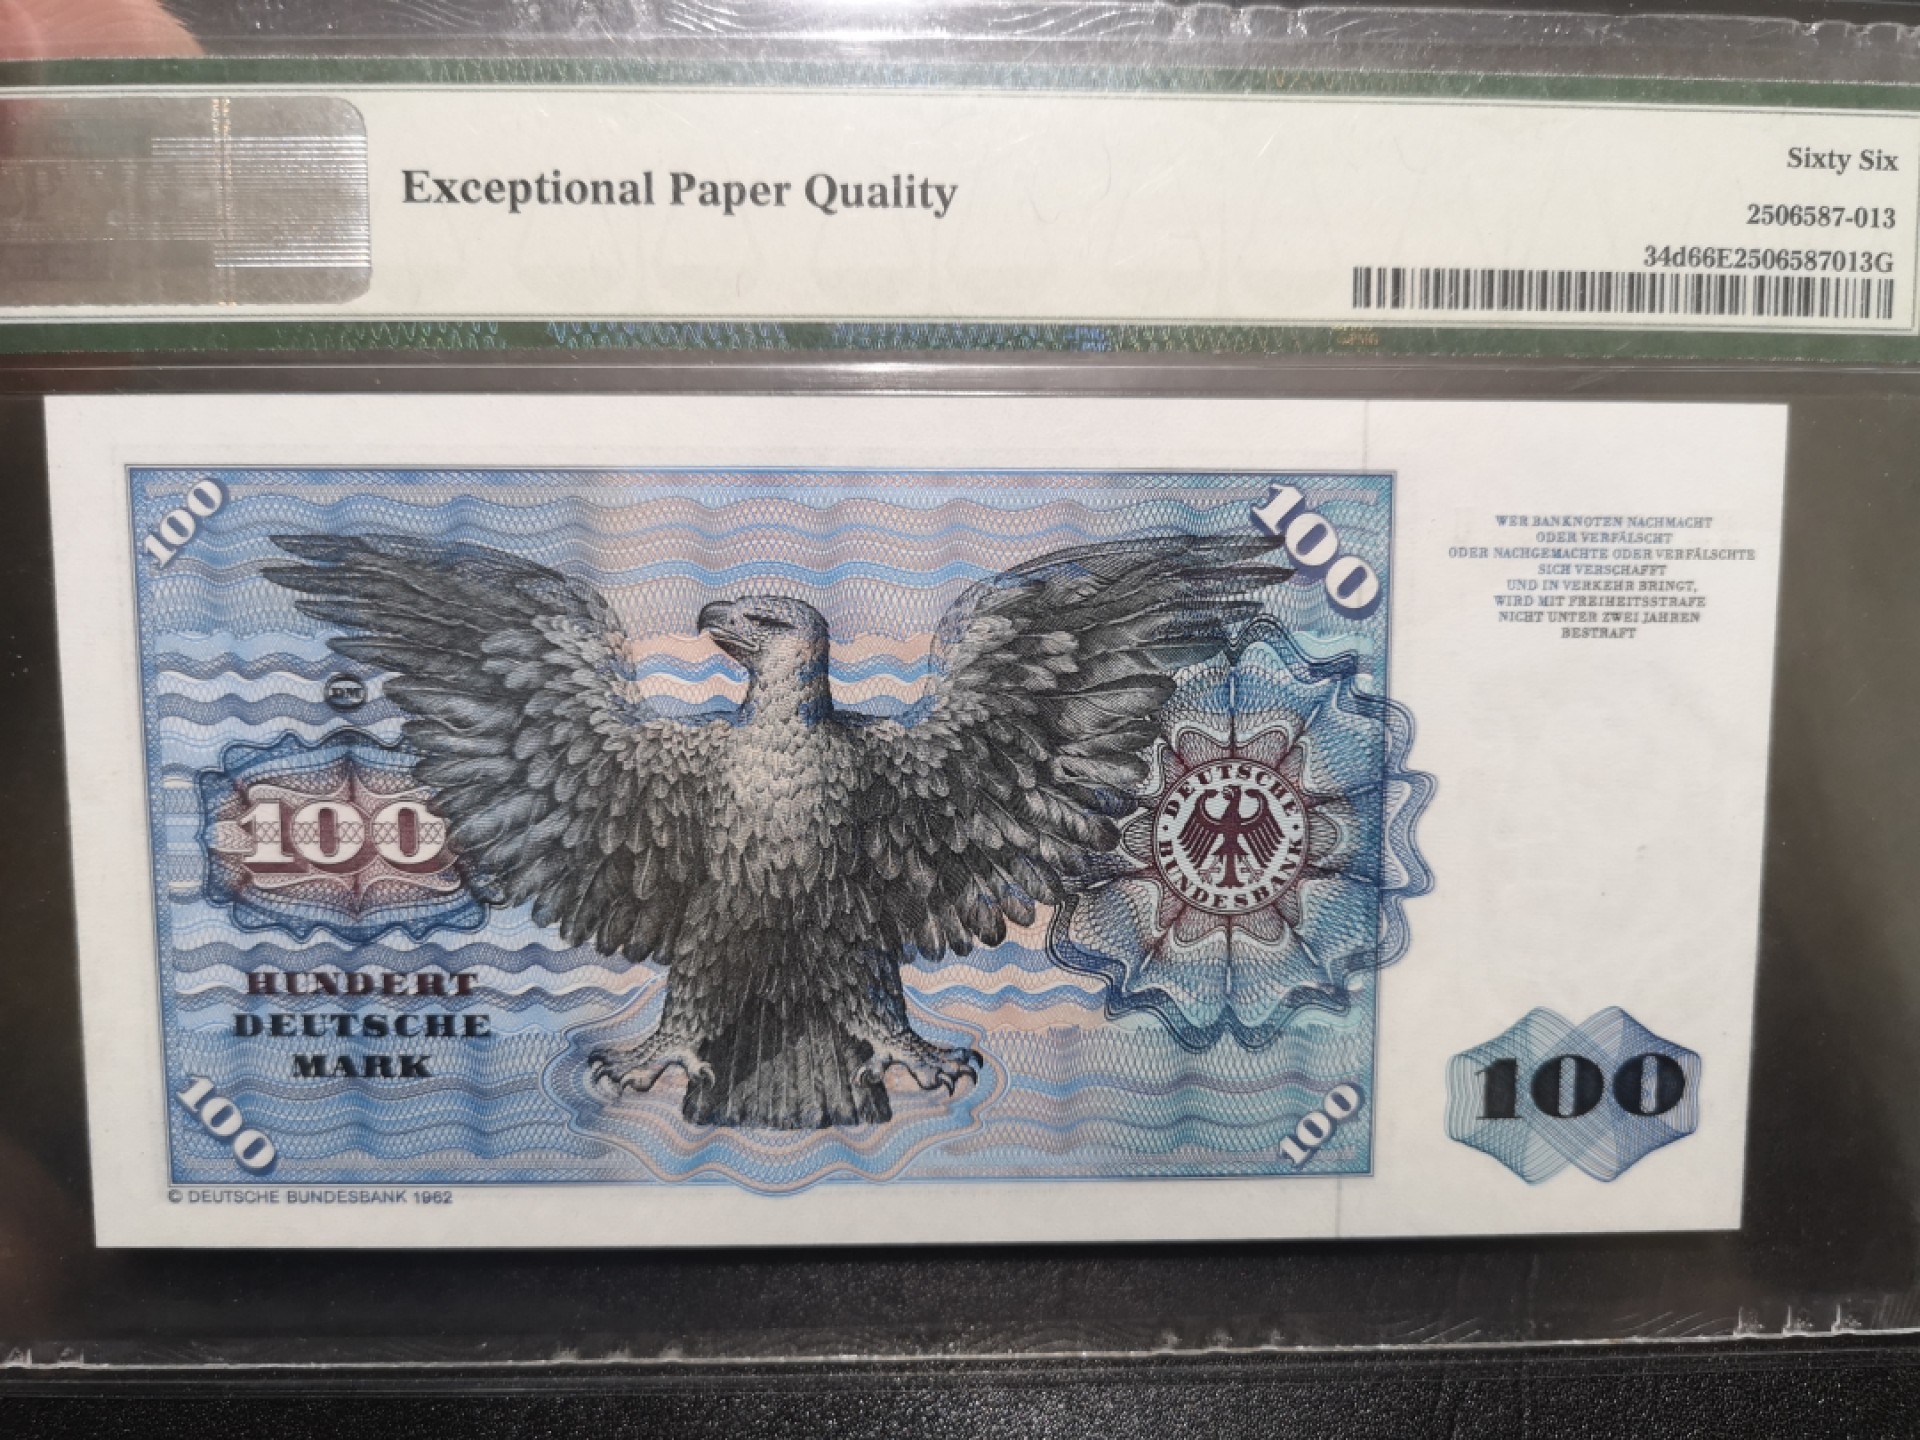 Exceptional Paper Quality
Sixty Six
2506587-013
34d66E2506587013G
100
100
WER BANKNOTEN NACHMACHT
ODER VERFÄLSCHT
ODER NACHGEMACHTE ODER VERFÄLSCHTE
SICH VERSCHAFFT
UND IN VERKEHR BRINGT,
WIRD MIT FREIHEITSSTRAFE
NICHT UNTER ZWEI JAHREN
BESTRAFT
DM
100
DEUTSCHE
BUNDESBANK
HUNDERT
DEUTSCHE
MARK
100
100
100
© DEUTSCHE BUNDESBANK 1962